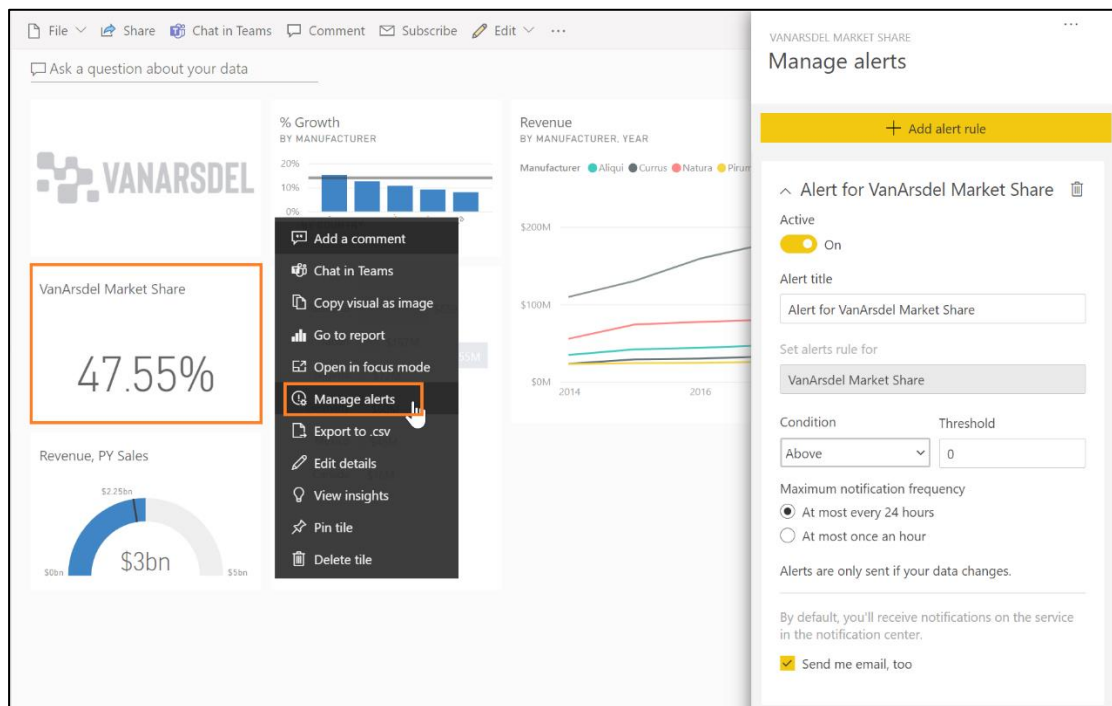 File
Share
Chat in Teams
Comment
Subscribe
Edit
...
Ask a question about your data
VANARSDEL
% Growth
BY MANUFACTURER
20%
10%
0%
Revenue
BY MANUFACTURER, YEAR
Manufacturer Aliqui Currus Natura Pirum
$200M
$100M
$0M
2014
2016
VanArsdel Market Share
47.55%
Revenue, PY Sales
$2.25bn
$0bn
$3bn
$5bn
Add a comment
Chat in Teams
Copy visual as image
Go to report
Open in focus mode
Manage alerts
Export to .csv
Edit details
View insights
Pin tile
Delete tile
...
VANARSDEL MARKET SHARE
Manage alerts
+ Add alert rule
Alert for VanArsdel Market Share
Active
On
Alert title
Alert for VanArsdel Market Share
Set alerts rule for
VanArsdel Market Share
Condition
Threshold
Above
0
Maximum notification frequency
At most every 24 hours
At most once an hour
Alerts are only sent if your data changes.
By default, you'll receive notifications on the service
in the notification center.
Send me email, too